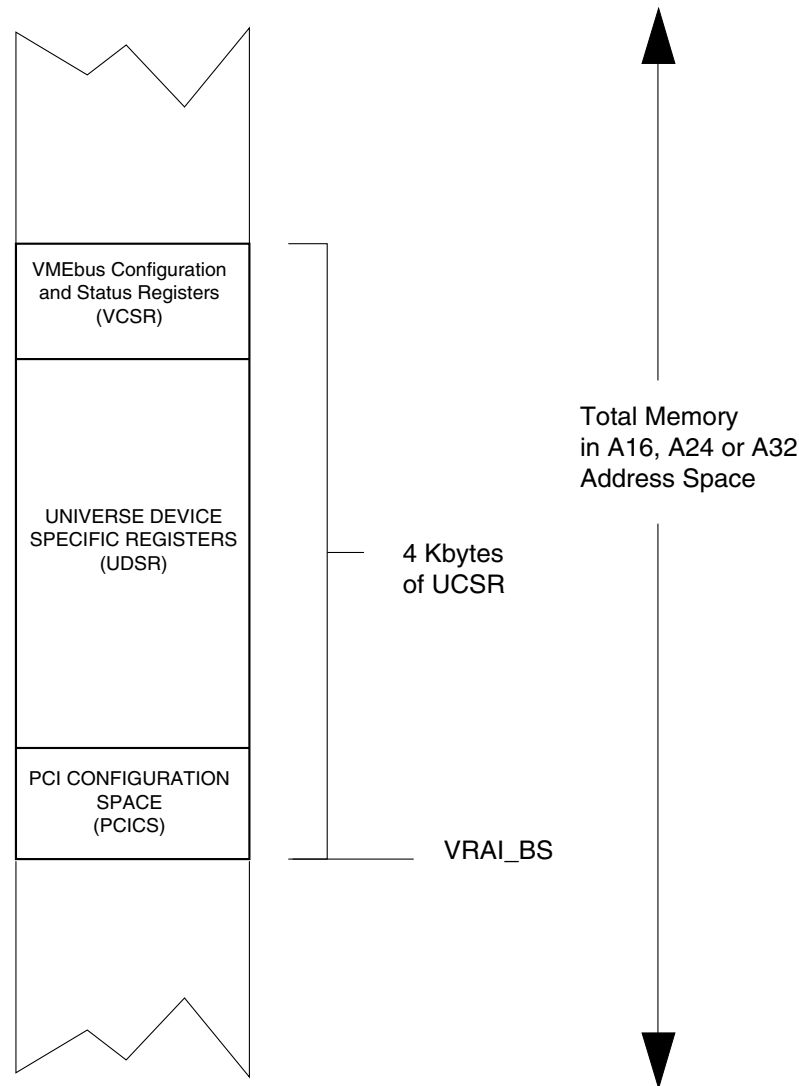 VMEbus Configuration
and Status Registers
(VCSR)
UNIVERSE DEVICE
SPECIFIC REGISTERS
(UDSR)
PCI CONFIGURATION
SPACE
(PCICS)
4 Kbytes
of UCSR
VRAI_BS
Total Memory
in A16, A24 or A32
Address Space